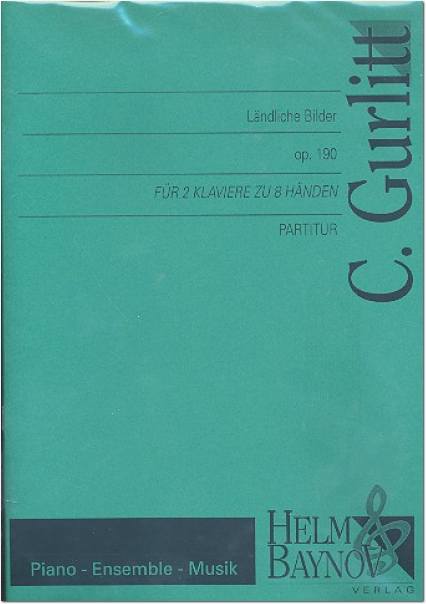 C. Gurlitt
Ländliche Bilder
op. 190
FÜR 2 KLAVIERE ZU 8 HÄNDEN
PARTITUR
Piano - Ensemble - Musik
HELM &
BAYNOV
VERLAG